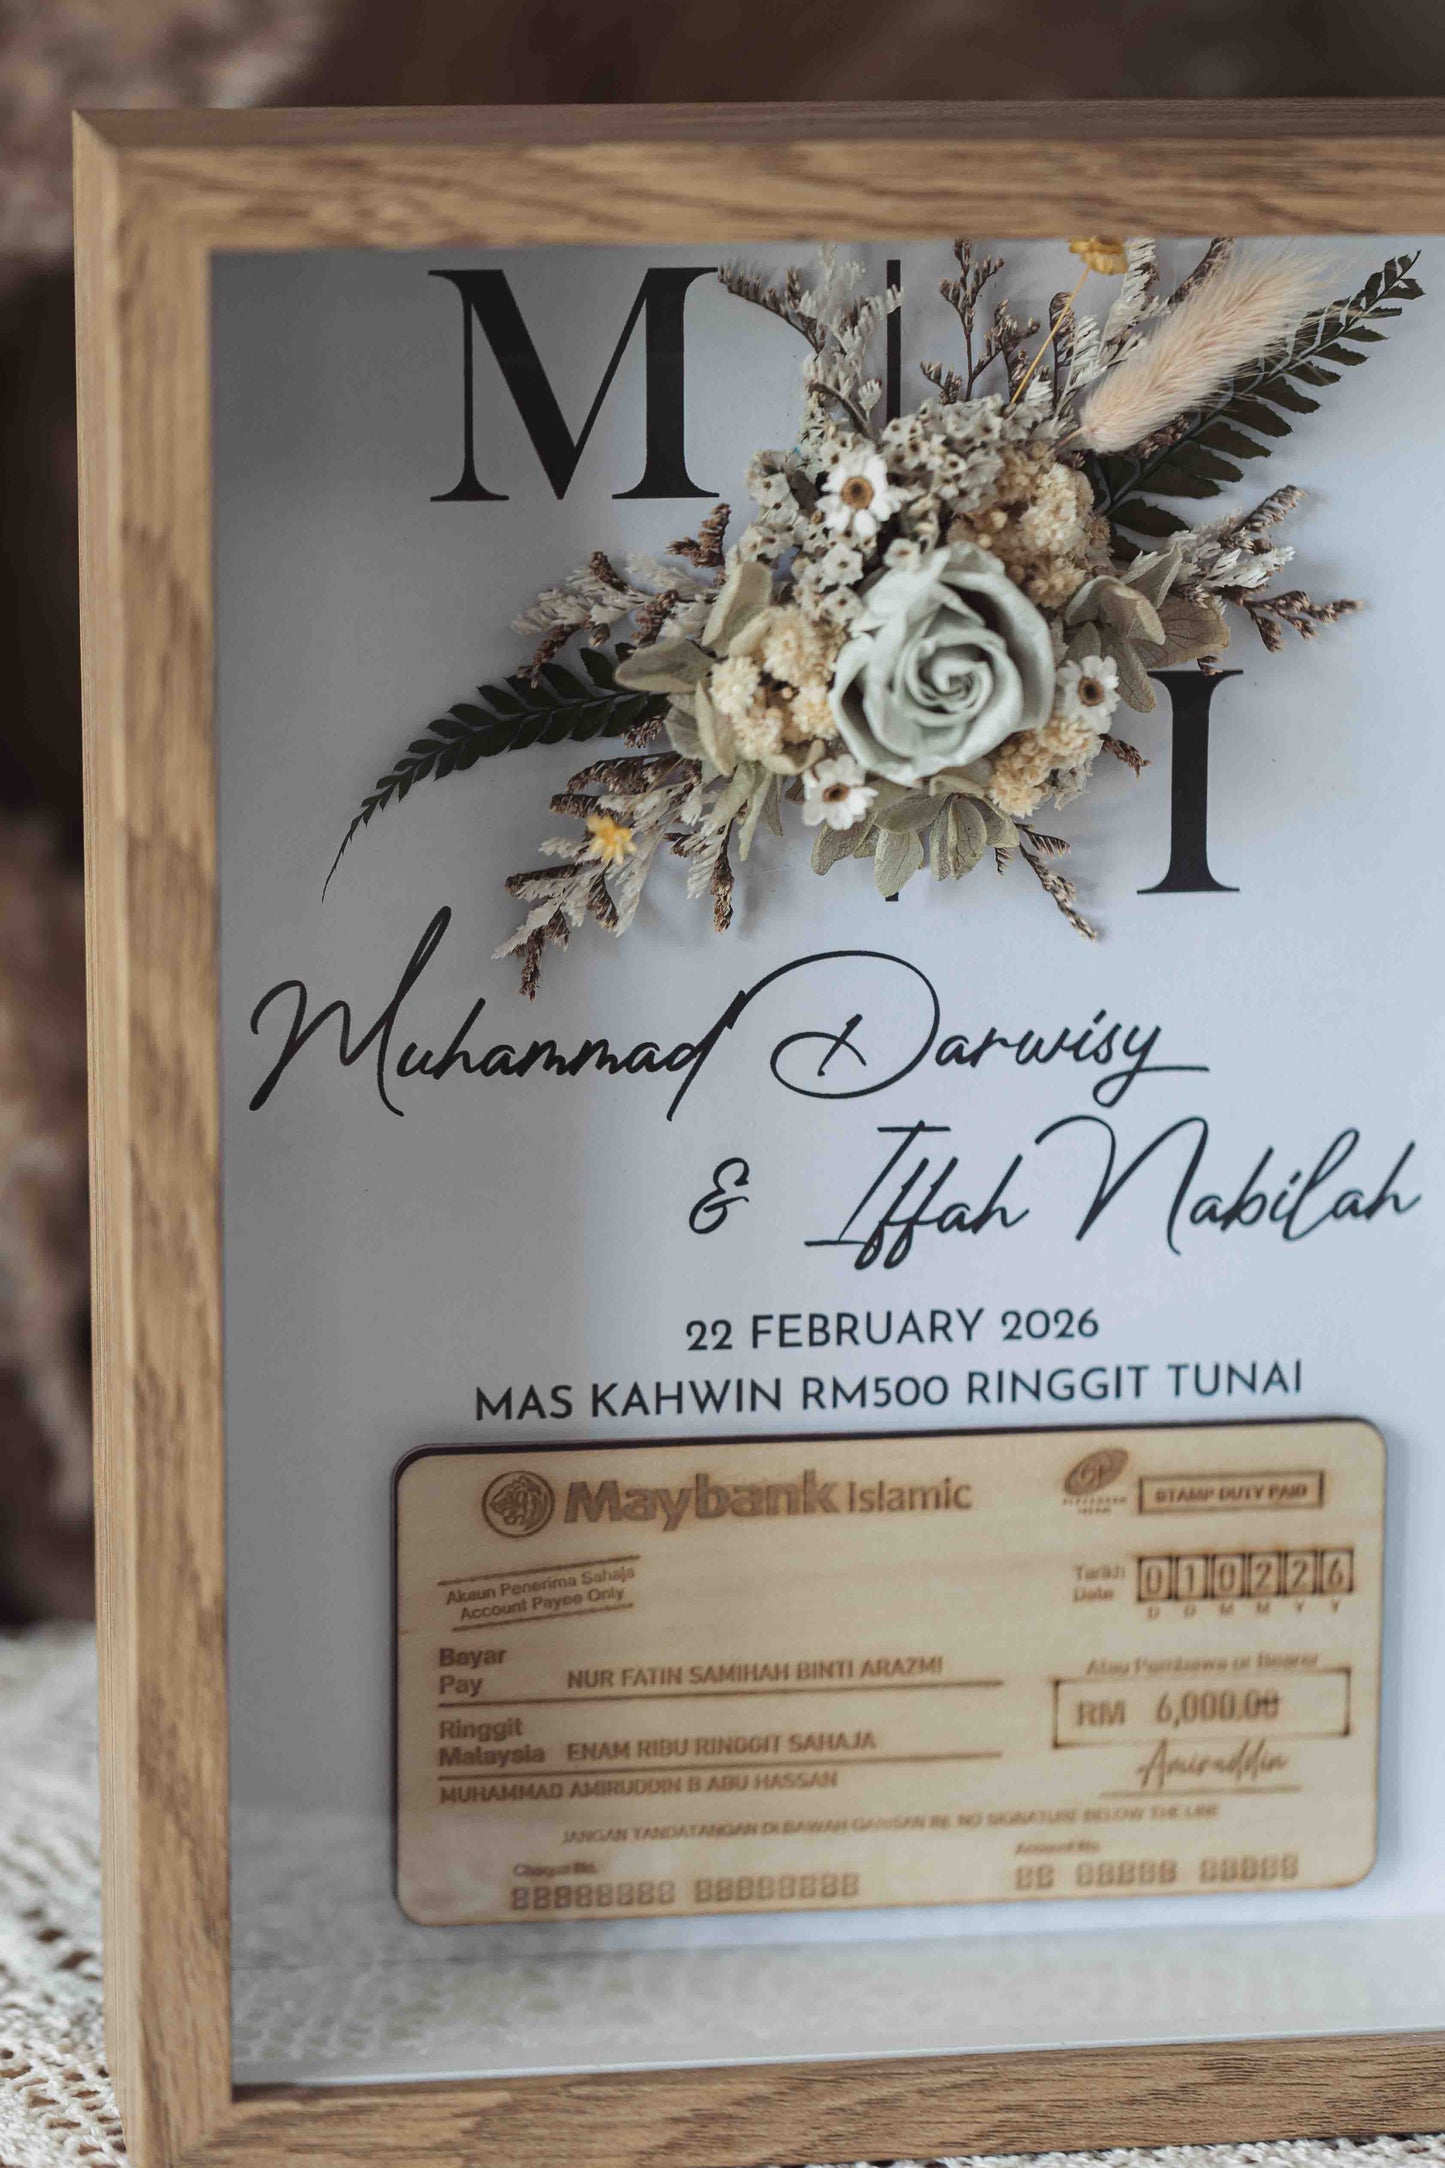 M
I
Muhammad Darwisy
& Iffah Nabilah
22 FEBRUARY 2026
MAS KAHWIN RM500 RINGGIT TUNAI
Maybank Islamic
STAMP DUTY PAID
Akaun Penerima Sahaja
Account Payee Only
Tarikh
Date
010226
D D M M Y Y
Bayar
Pay
NUR FATIN SAMIHAH BINTI ARAZMI
Atau Pembawa or Bearer
Ringgit
Malaysia
ENAM RIBU RINGGIT SAHAJA
RM 6,000.00
MUHAMMAD AMIRUDDIN B ABU HASSAN
Amiruddin
JANGAN TANDATANGAN DI BAWAH GARISAN INI. NO SIGNATURE BELOW THE LINE
Cheque No.
88888888 88888888
Account No.
88 88888 88888